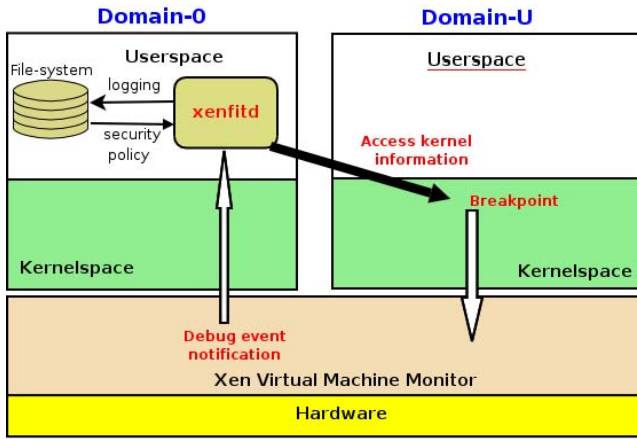 Domain-0
Domain-U
Userspace
File-system
logging
xenfitd
security
policy
Kernelspace
Userspace
Access kernel
information
Breakpoint
Kernelspace
Debug event
notification
Xen Virtual Machine Monitor
Hardware